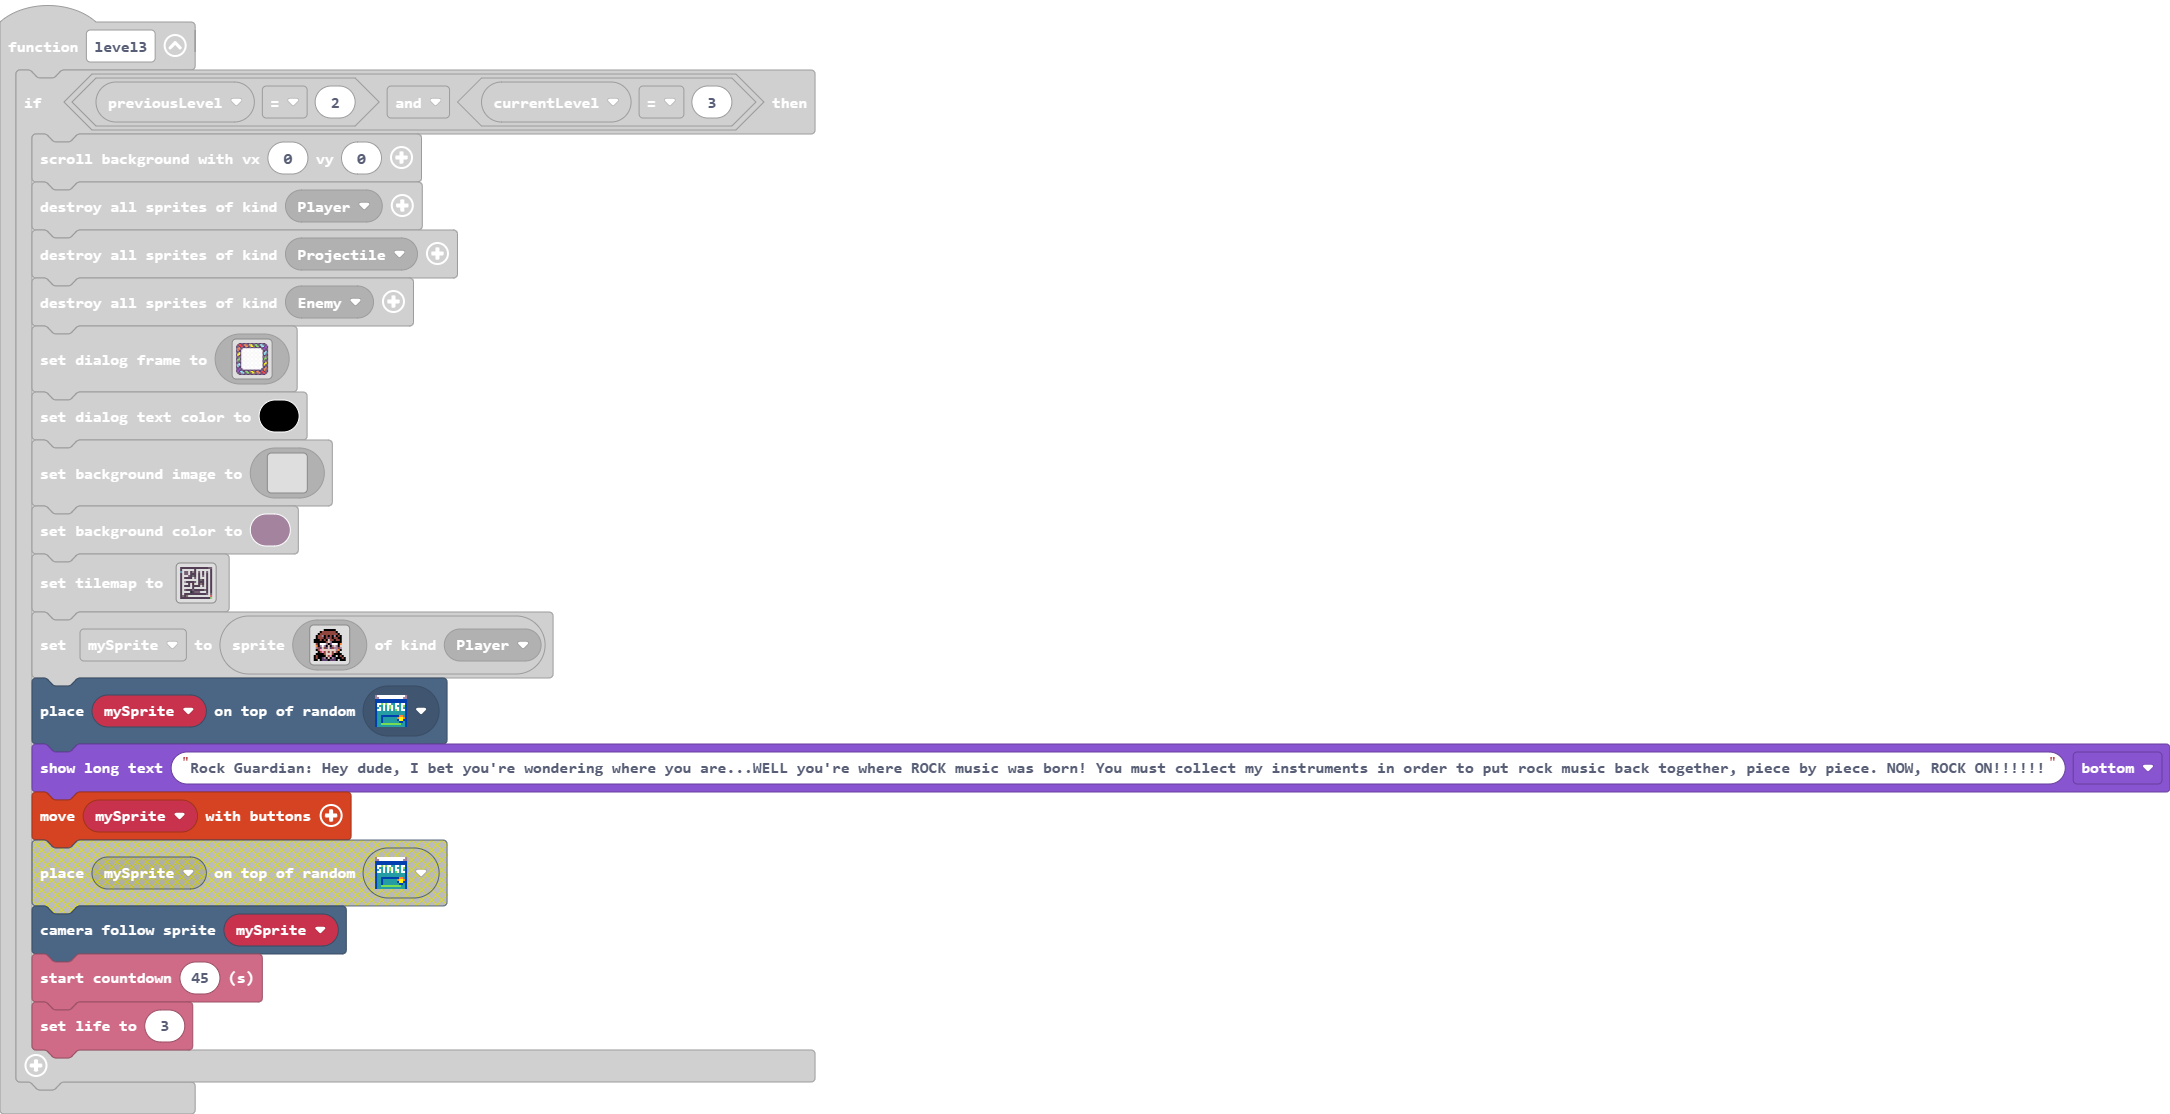 function level3
if previousLevel = 2 and currentLevel = 3 then
scroll background with vx 0 vy 0
destroy all sprites of kind Player
destroy all sprites of kind Projectile
destroy all sprites of kind Enemy
set dialog frame to
set dialog text color to
set background image to
set background color to
set tilemap to
set mySprite to sprite of kind Player
place mySprite on top of random
show long text "Rock Guardian: Hey dude, I bet you're wondering where you are...WELL you're where ROCK music was born! You must collect my instruments in order to put rock music back together, piece by piece. NOW, ROCK ON!!!!!!" bottom
move mySprite with buttons
place mySprite on top of random
camera follow sprite mySprite
start countdown 45 (s)
set life to 3